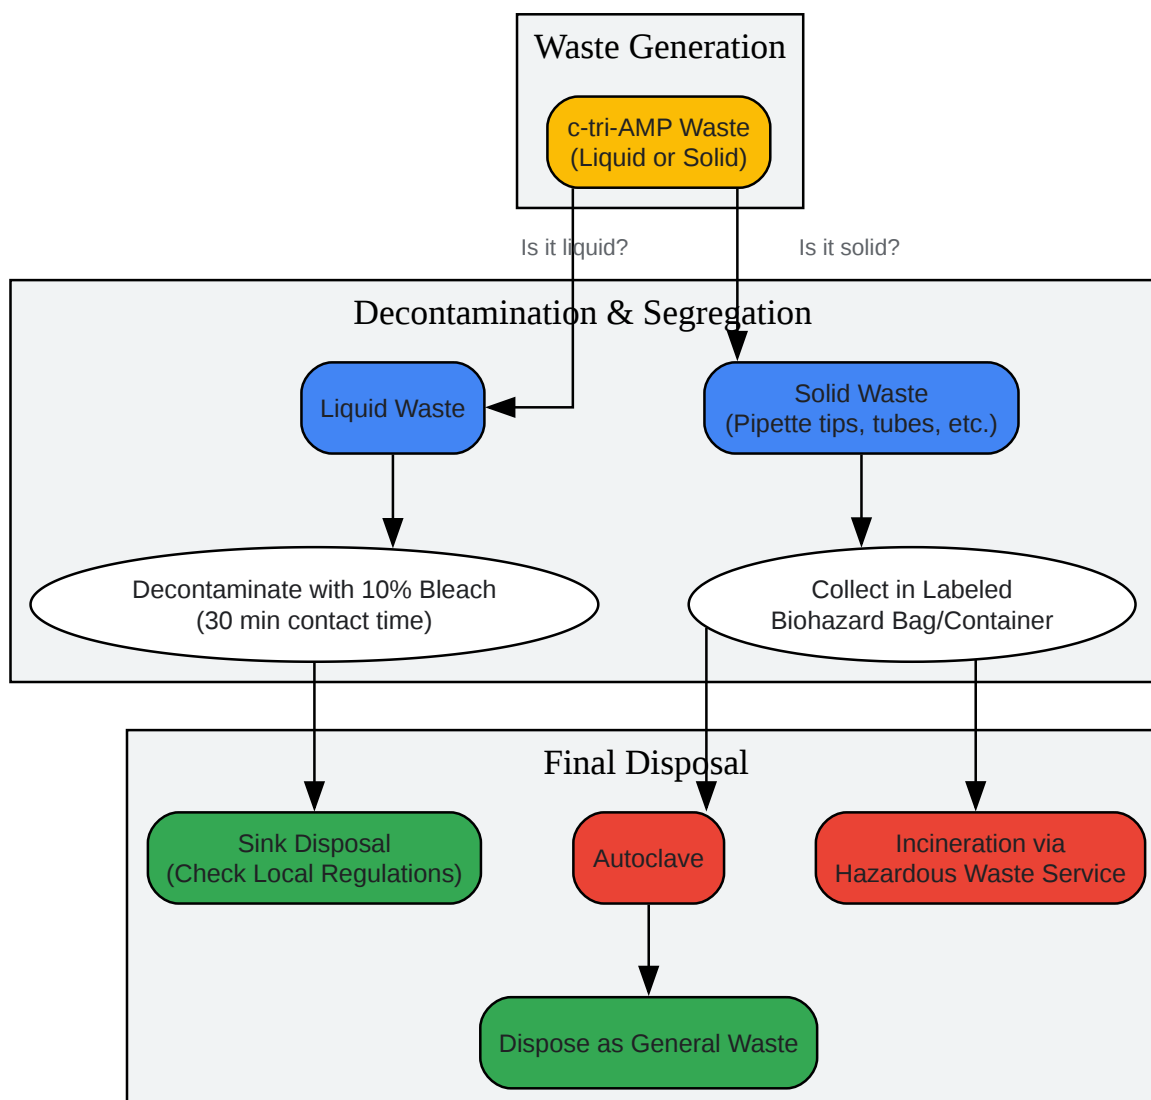 Waste Generation
c-tri-AMP Waste
(Liquid or Solid)
Is it liquid?
Is it solid?
Decontamination & Segregation
Liquid Waste
Solid Waste
(Pipette tips, tubes, etc.)
Decontaminate with 10% Bleach
(30 min contact time)
Collect in Labeled
Biohazard Bag/Container
Final Disposal
Sink Disposal
(Check Local Regulations)
Autoclave
Incineration via
Hazardous Waste Service
Dispose as General Waste